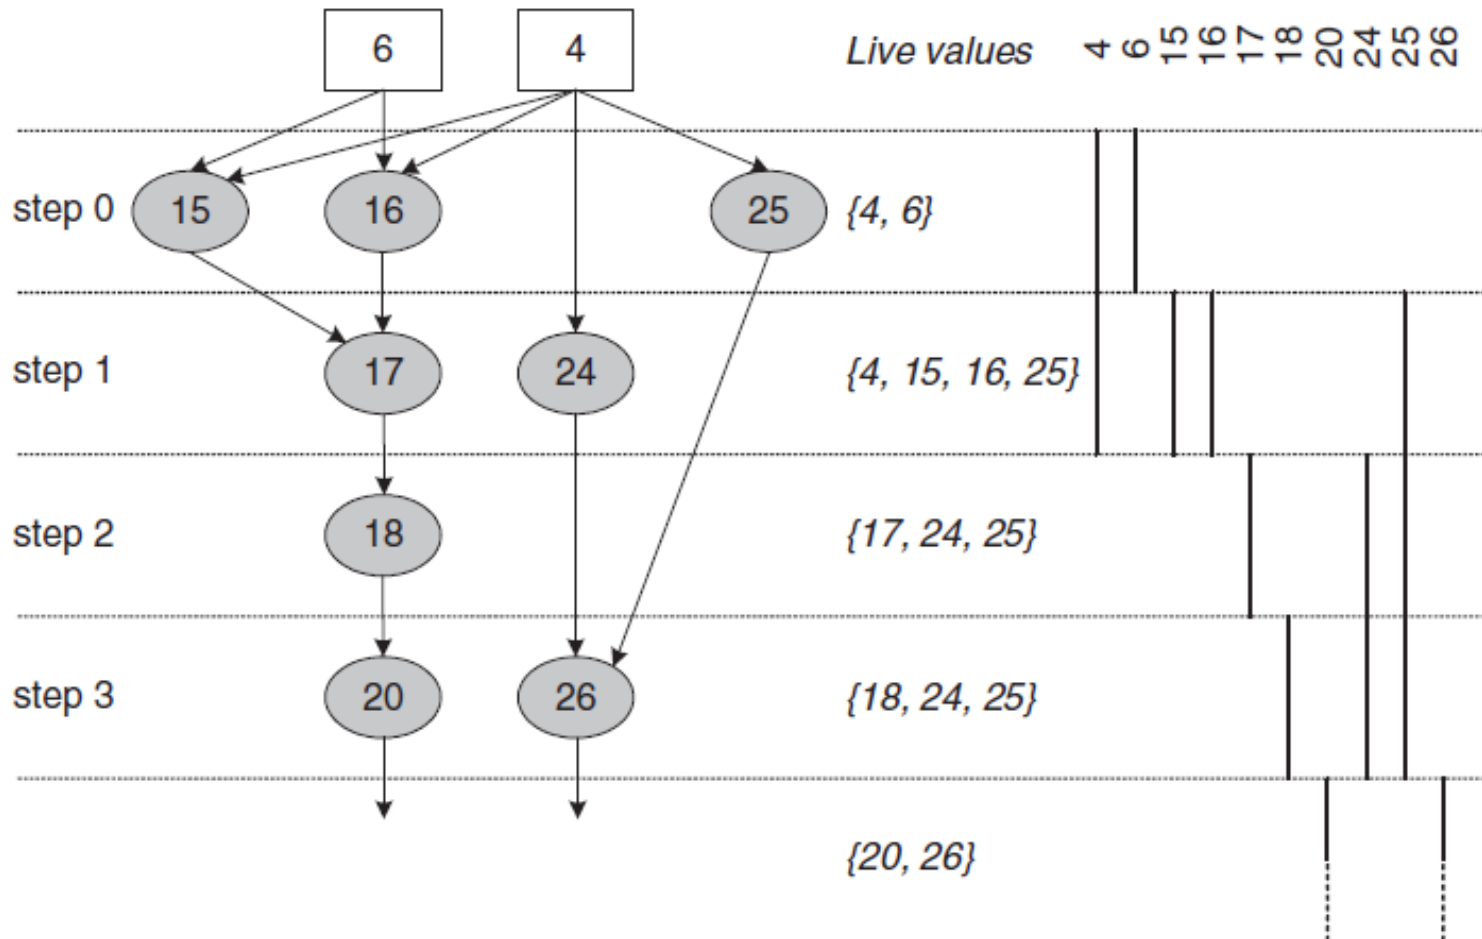 6 4 Live values 4 6 15 16 17 18 20 24 25 26
step 0 15 16 25 {4, 6}
step 1 17 24 {4, 15, 16, 25}
step 2 18 {17, 24, 25}
step 3 20 26 {18, 24, 25}
{20, 26}